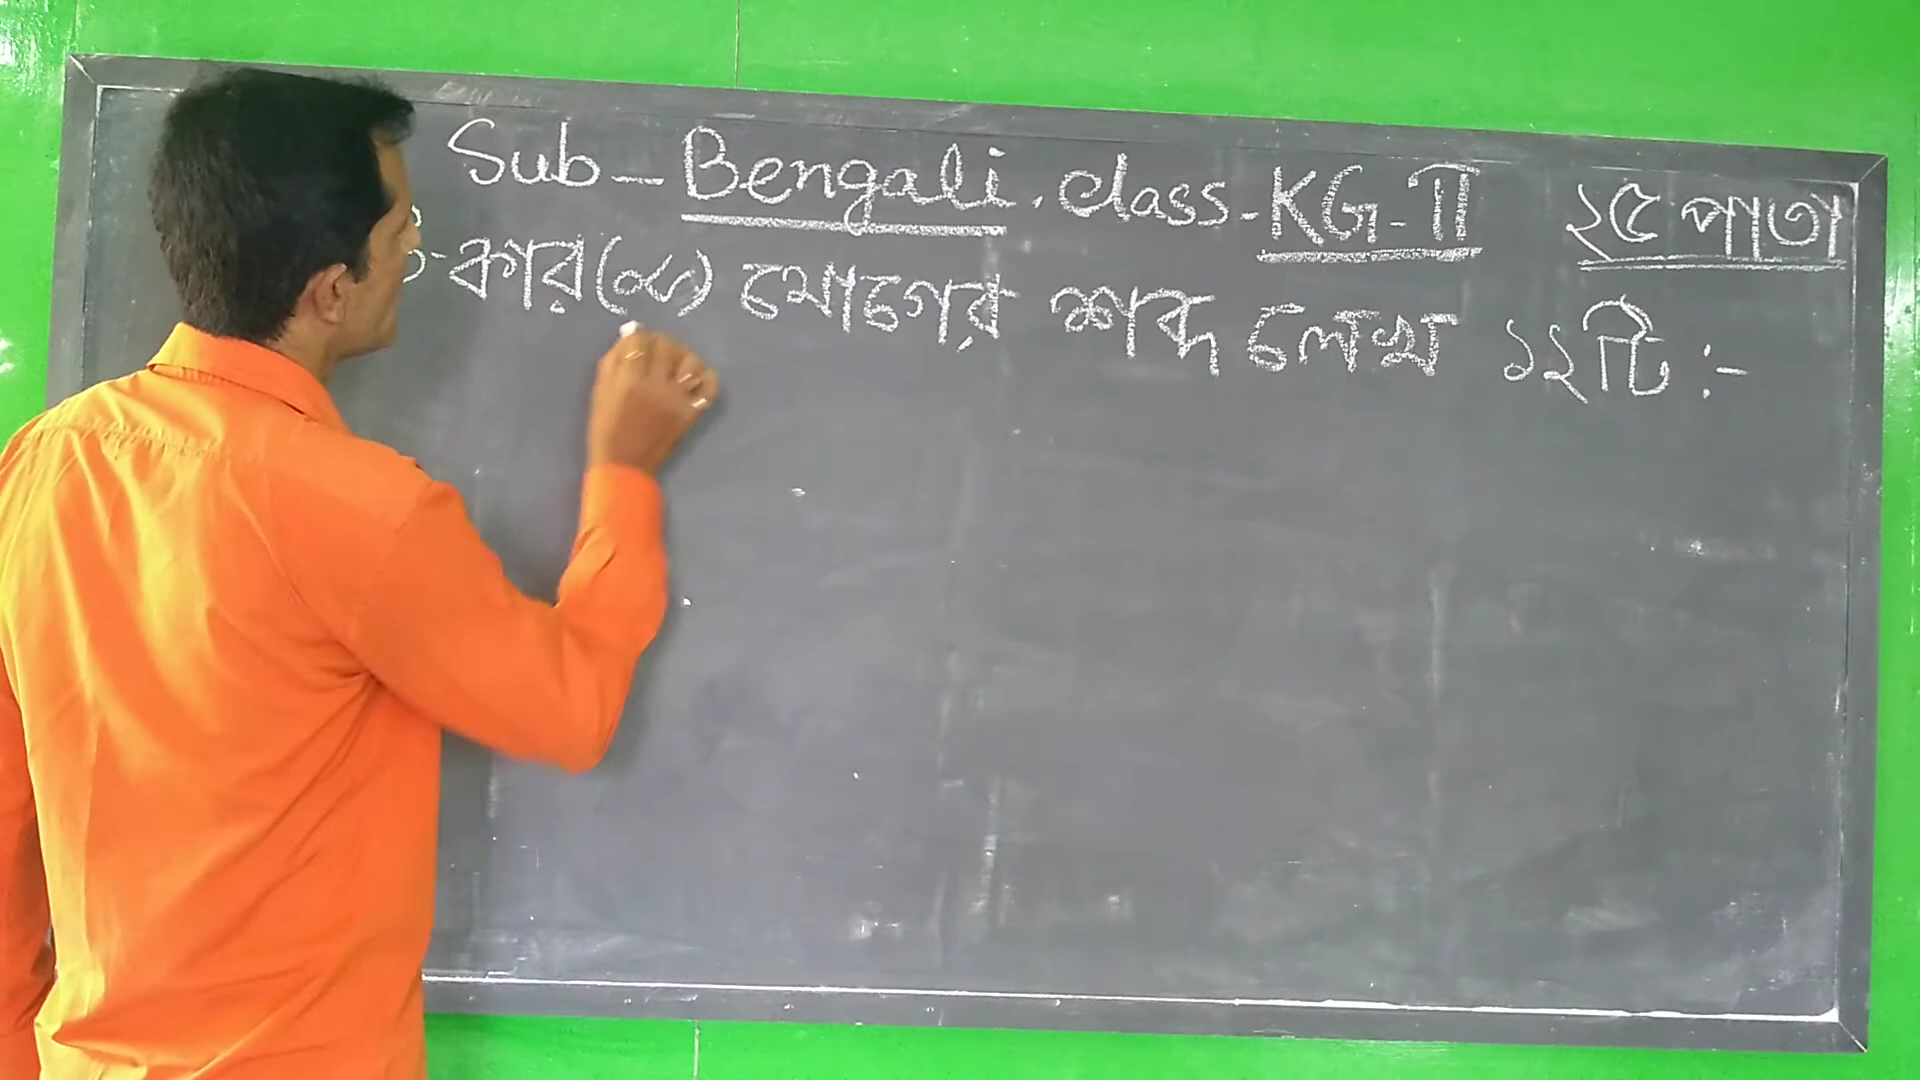 Sub - Bengali. class - KG - II ২৫ পাতা
-কার(ৎ) যোগের শব্দ লেখ ১২টি :-